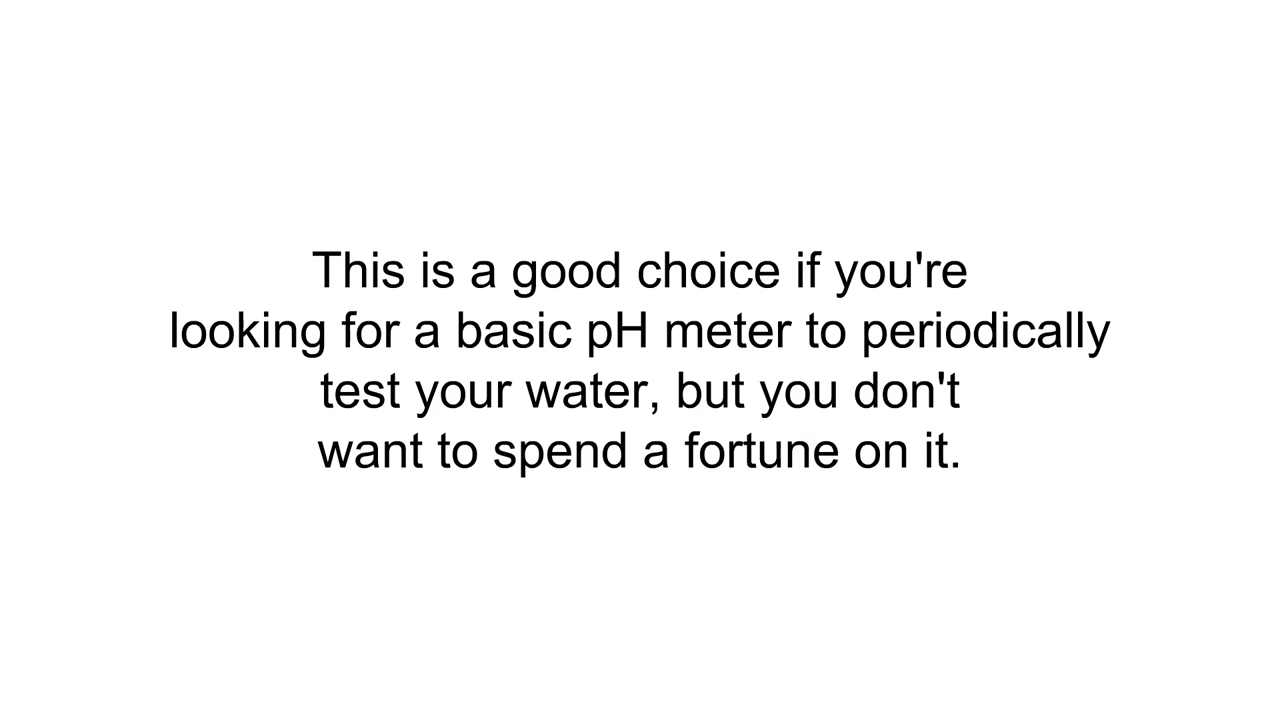 This is a good choice if you're
looking for a basic pH meter to periodically
test your water, but you don't
want to spend a fortune on it.